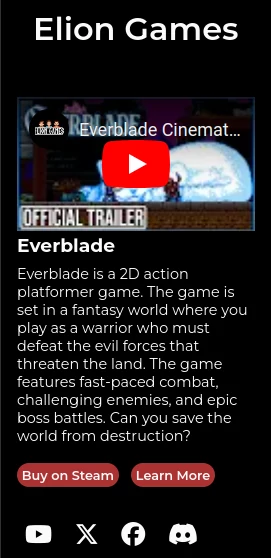 Elion Games
Everblade Cinemat...
OFFICIAL TRAILER
Everblade
Everblade is a 2D action
platformer game. The game is
set in a fantasy world where you
play as a warrior who must
defeat the evil forces that
threaten the land. The game
features fast-paced combat,
challenging enemies, and epic
boss battles. Can you save the
world from destruction?
Buy on Steam
Learn More